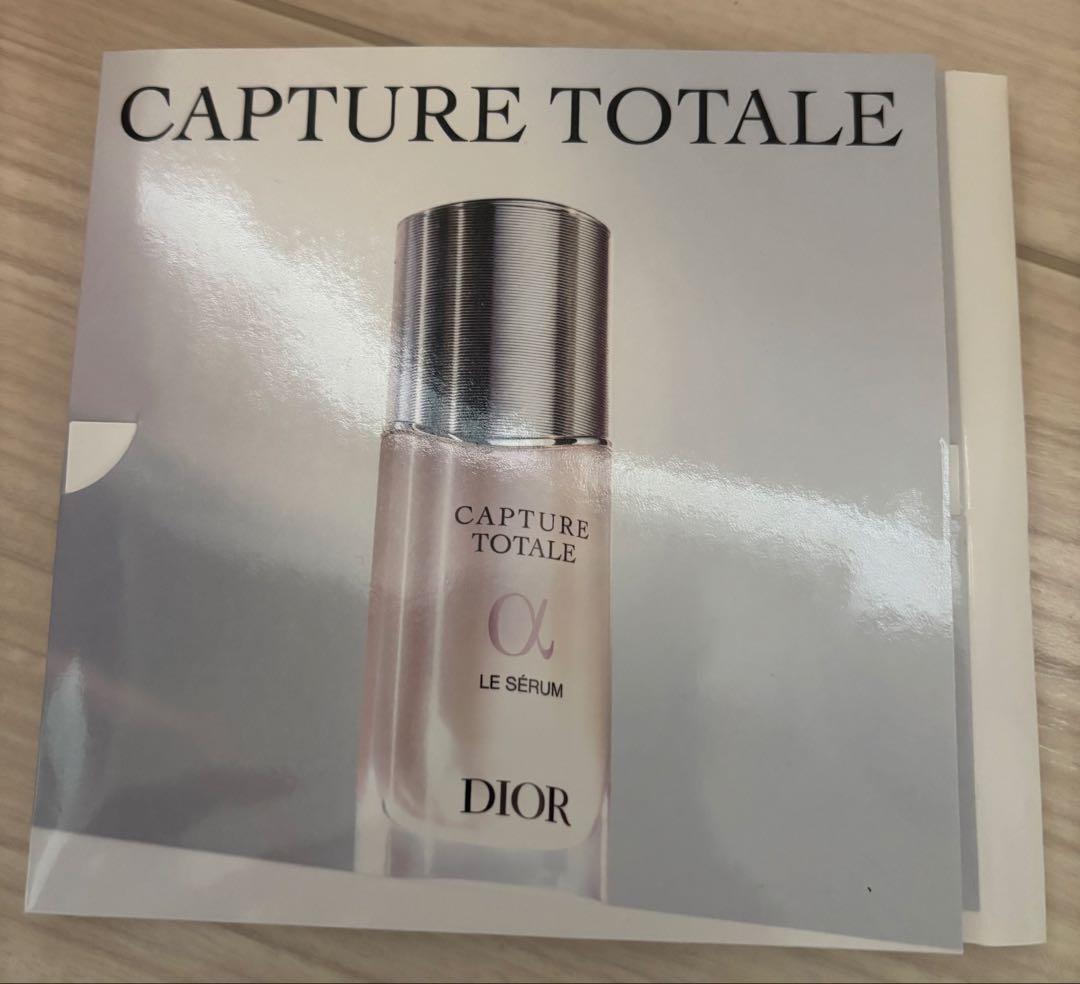 CAPTURE TOTALE
CAPTURE
TOTALE
α
LE SÉRUM
DIOR